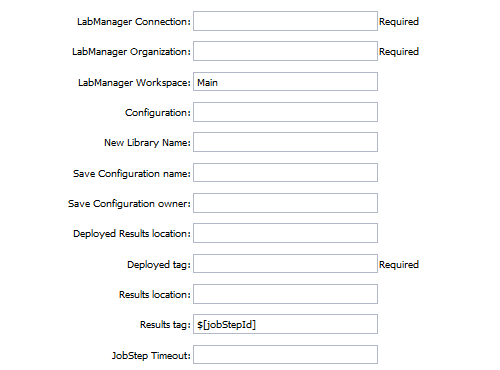 LabManager Connection: Required
LabManager Organization: Required
LabManager Workspace: Main
Configuration:
New Library Name:
Save Configuration name:
Save Configuration owner:
Deployed Results location:
Deployed tag: Required
Results location:
Results tag: $[jobStepId]
JobStep Timeout: